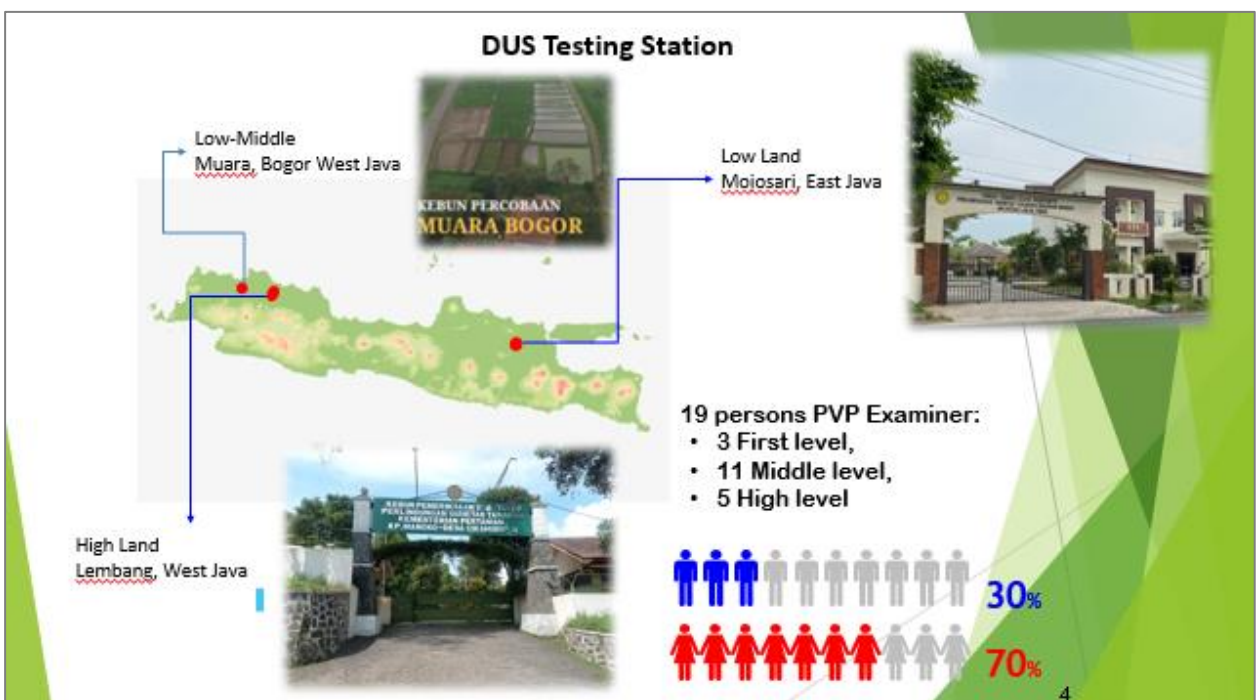 DUS Testing Station
Low-Middle
Muara, Bogor West Java
KEBUN PERCOBAAN
MUARA BOGOR
Low Land
Mojosari, East Java
19 persons PVP Examiner:
• 3 First level,
• 11 Middle level,
• 5 High level
High Land
Lembang, West Java
KEMENTERIAN PERTANIAN
30%
70%
4